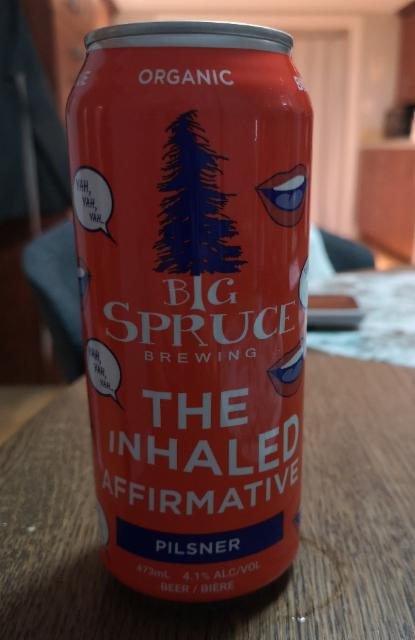 ORGANIC
YAH,
YAH,
YAH.
BIG
SPRUCE
BREWING
YAH,
YAH,
YAH.
THE
INHALED
AFFIRMATIVE
PILSNER
473mL 4.1% ALC/VOL
BEER / BIÈRE